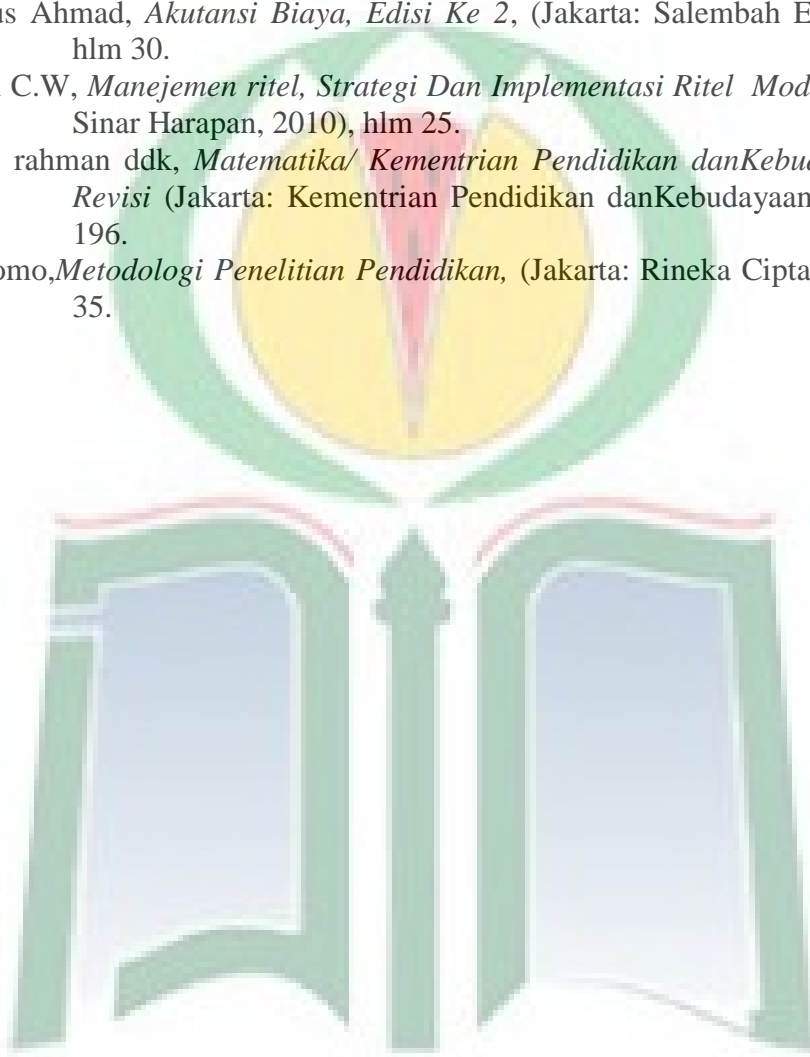 us Ahmad, Akutansi Biaya, Edisi Ke 2, (Jakarta: Salembah E
hlm 30.
C.W, Manejemen ritel, Strategi Dan Implementasi Ritel Mod
Sinar Harapan, 2010), hlm 25.
rahman ddk, Matematika/ Kementrian Pendidikan danKebud
Revisi (Jakarta: Kementrian Pendidikan danKebudayaan
196.
omo,Metodologi Penelitian Pendidikan, (Jakarta: Rineka Cipta
35.